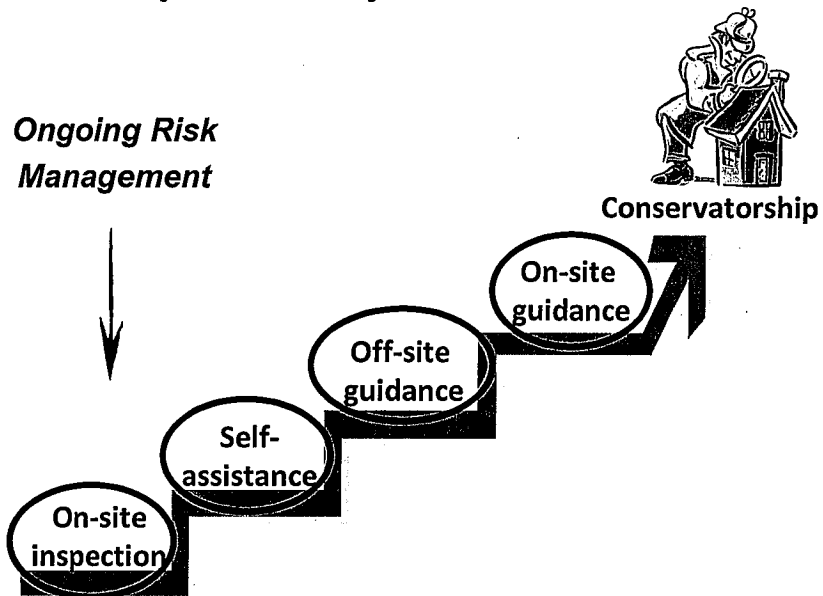 Ongoing Risk
Management
Conservatorship
On-site
guidance
Off-site
guidance
Self-
assistance
On-site
inspection